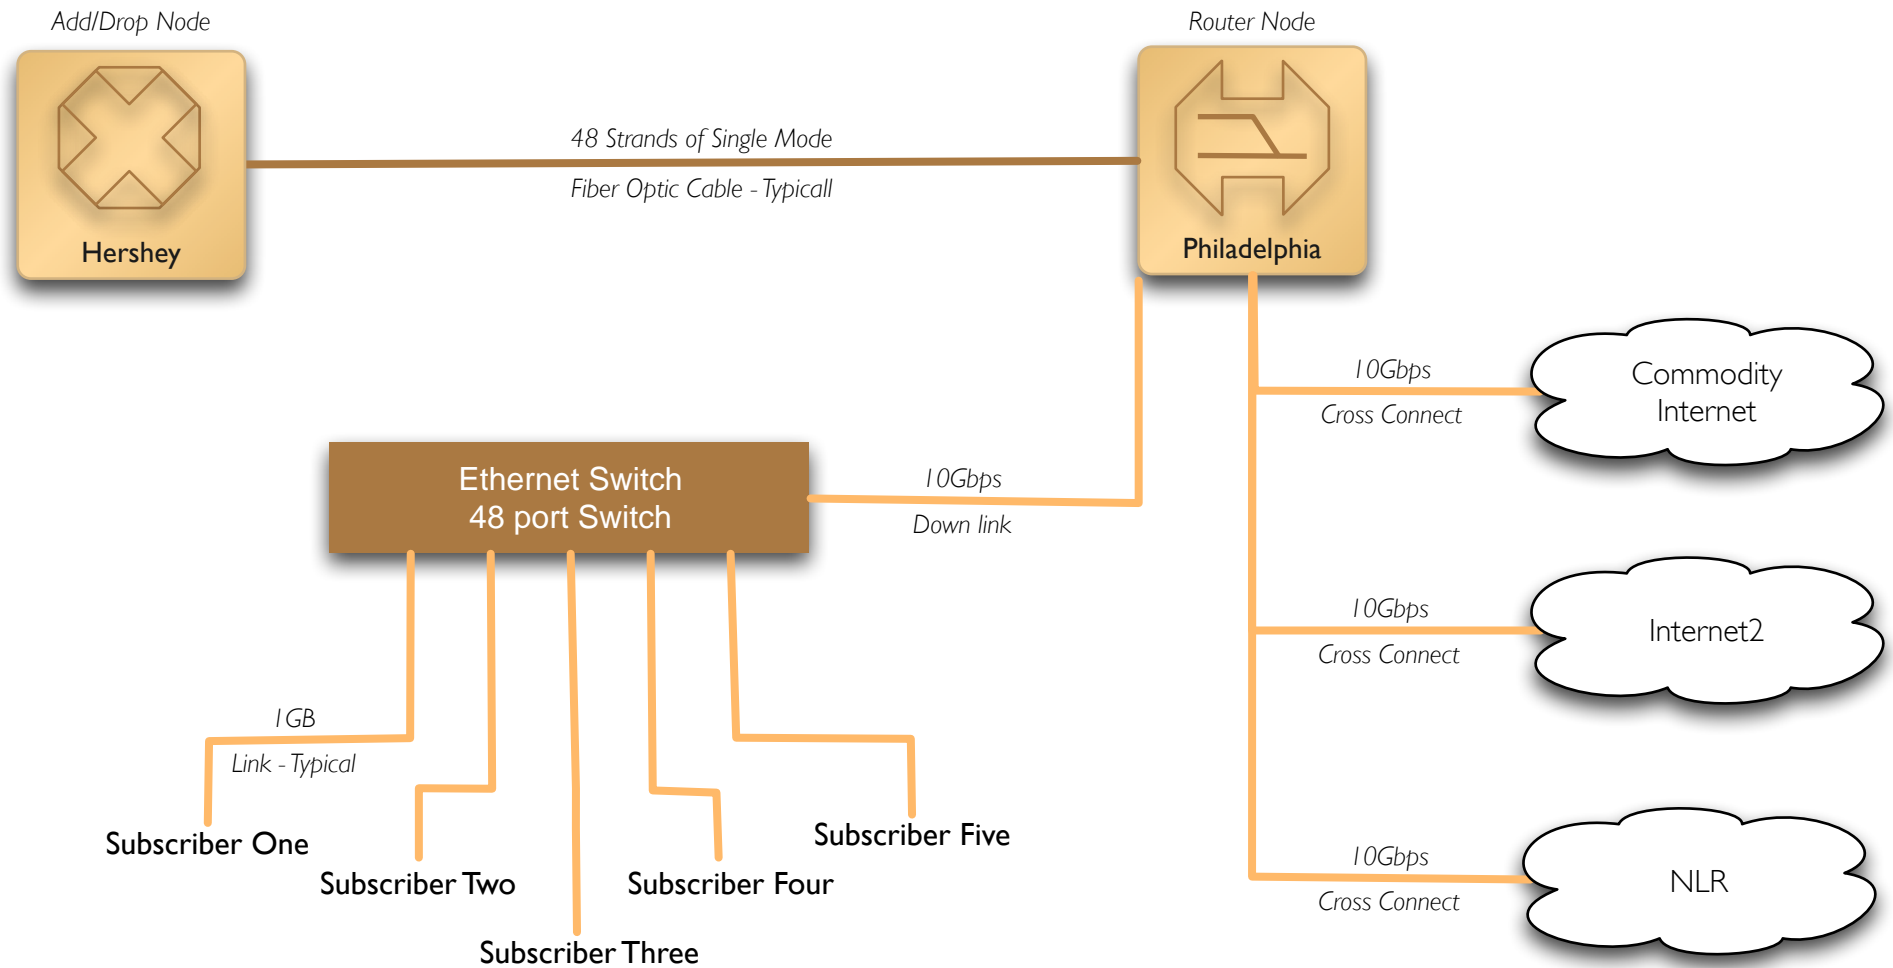 Add/Drop Node
Router Node
48 Strands of Single Mode
Fiber Optic Cable - Typicall
Hershey
Philadelphia
10Gbps
Cross Connect
Commodity
Internet
Ethernet Switch
48 port Switch
10Gbps
Down link
10Gbps
Cross Connect
Internet2
1GB
Link - Typical
Subscriber One
Subscriber Two
Subscriber Three
Subscriber Four
Subscriber Five
10Gbps
Cross Connect
NLR